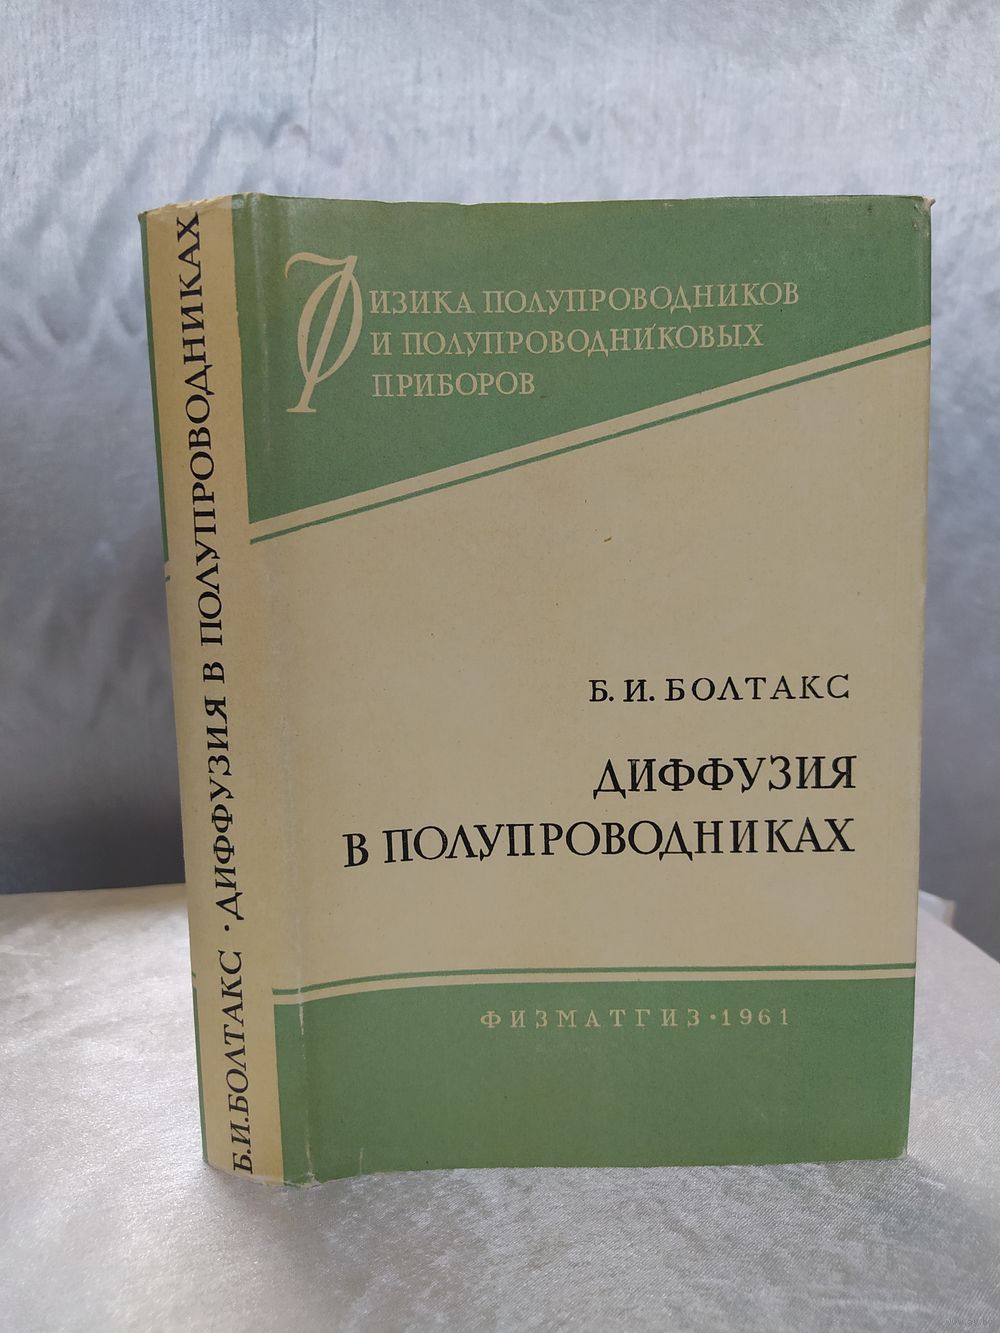 ФИЗИКА ПОЛУПРОВОДНИКОВ
И ПОЛУПРОВОДНИКОВЫХ
ПРИБОРОВ
Б. И. БОЛТАКС
ДИФФУЗИЯ
В ПОЛУПРОВОДНИКАХ
ФИЗМАТГИЗ • 1961
Б.И.БОЛТАКС • ДИФФУЗИЯ В ПОЛУПРОВОДНИКАХ